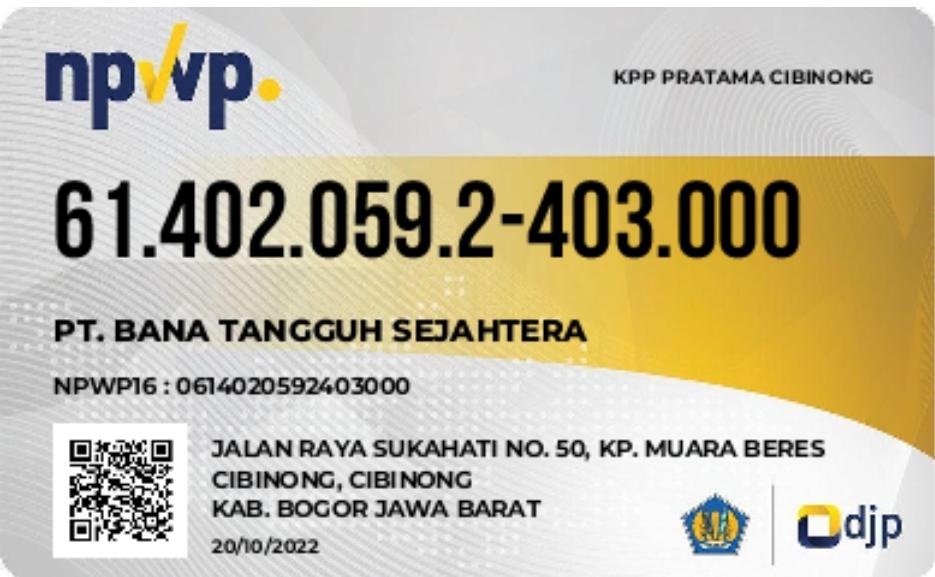 npwp.
KPP PRATAMA CIBINONG
61.402.059.2-403.000
PT. BANA TANGGUH SEJAHTERA
NPWP16 : 0614020592403000
JALAN RAYA SUKAHATI NO. 50, KP. MUARA BERES
CIBINONG, CIBINONG
KAB. BOGOR JAWA BARAT
20/10/2022
djp